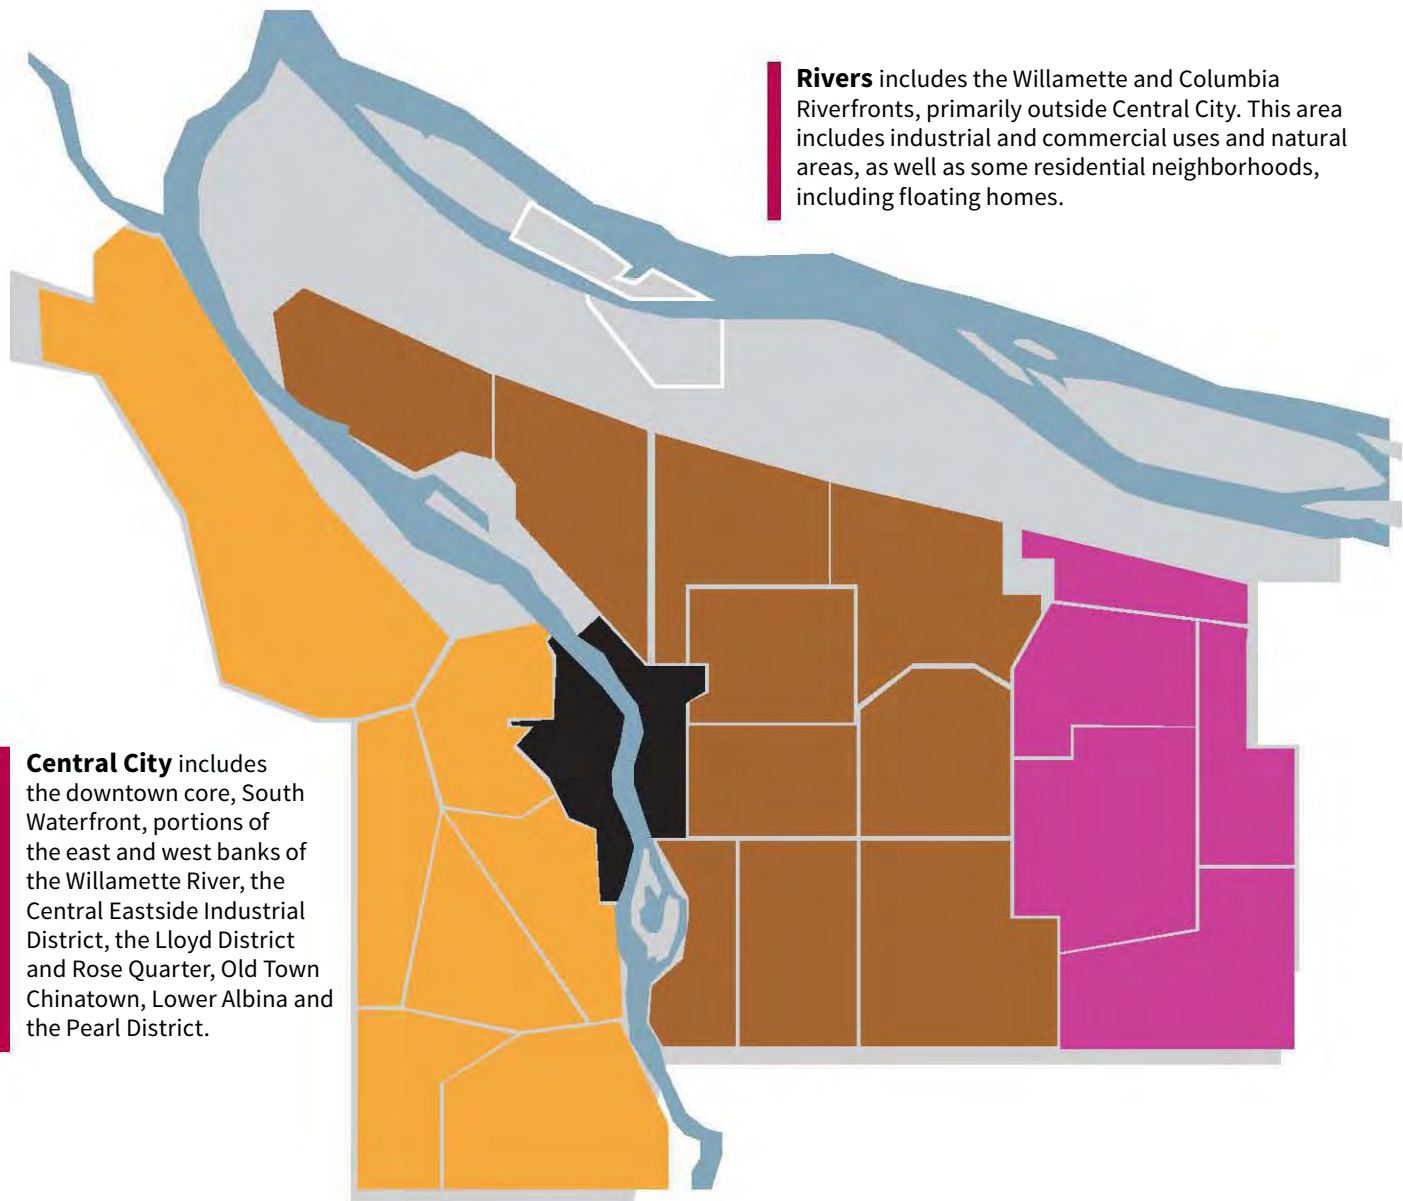 Rivers includes the Willamette and Columbia
Riverfronts, primarily outside Central City. This area
includes industrial and commercial uses and natural
areas, as well as some residential neighborhoods,
including floating homes.
Central City includes
the downtown core, South
Waterfront, portions of
the east and west banks of
the Willamette River, the
Central Eastside Industrial
District, the Lloyd District
and Rose Quarter, Old Town
Chinatown, Lower Albina and
the Pearl District.